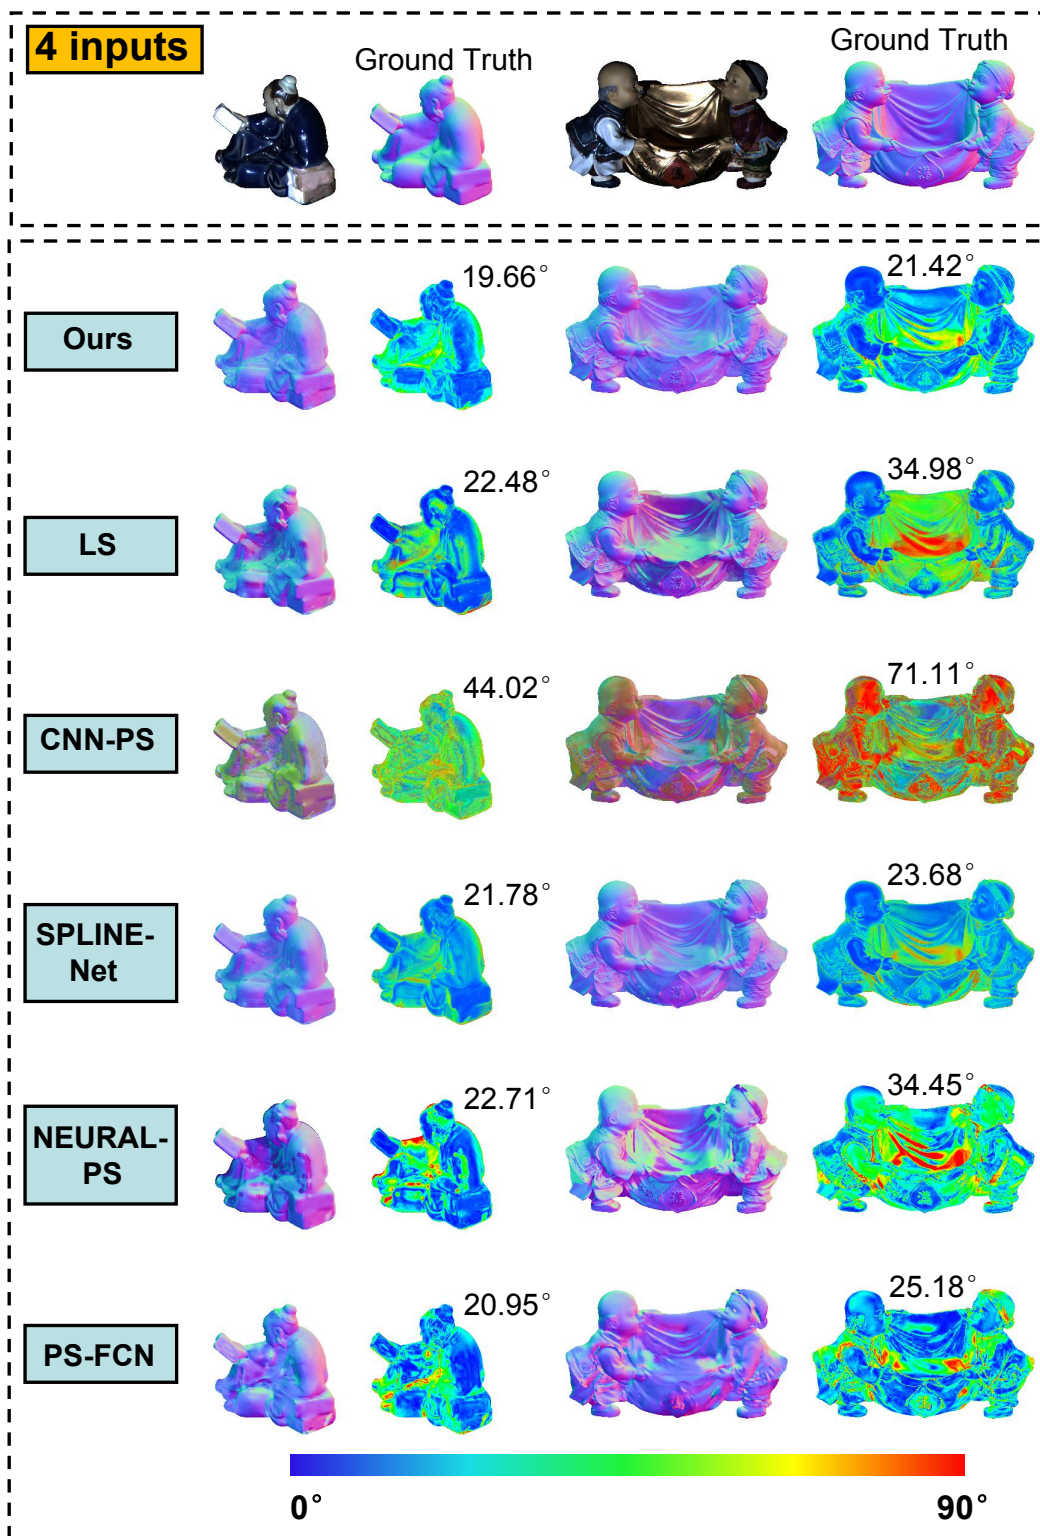 4 inputs
Ground Truth
Ground Truth
Ours
19.66°
21.42°
LS
22.48°
34.98°
CNN-PS
44.02°
71.11°
SPLINE-
Net
21.78°
23.68°
NEURAL-
PS
22.71°
34.45°
PS-FCN
20.95°
25.18°
0°
90°